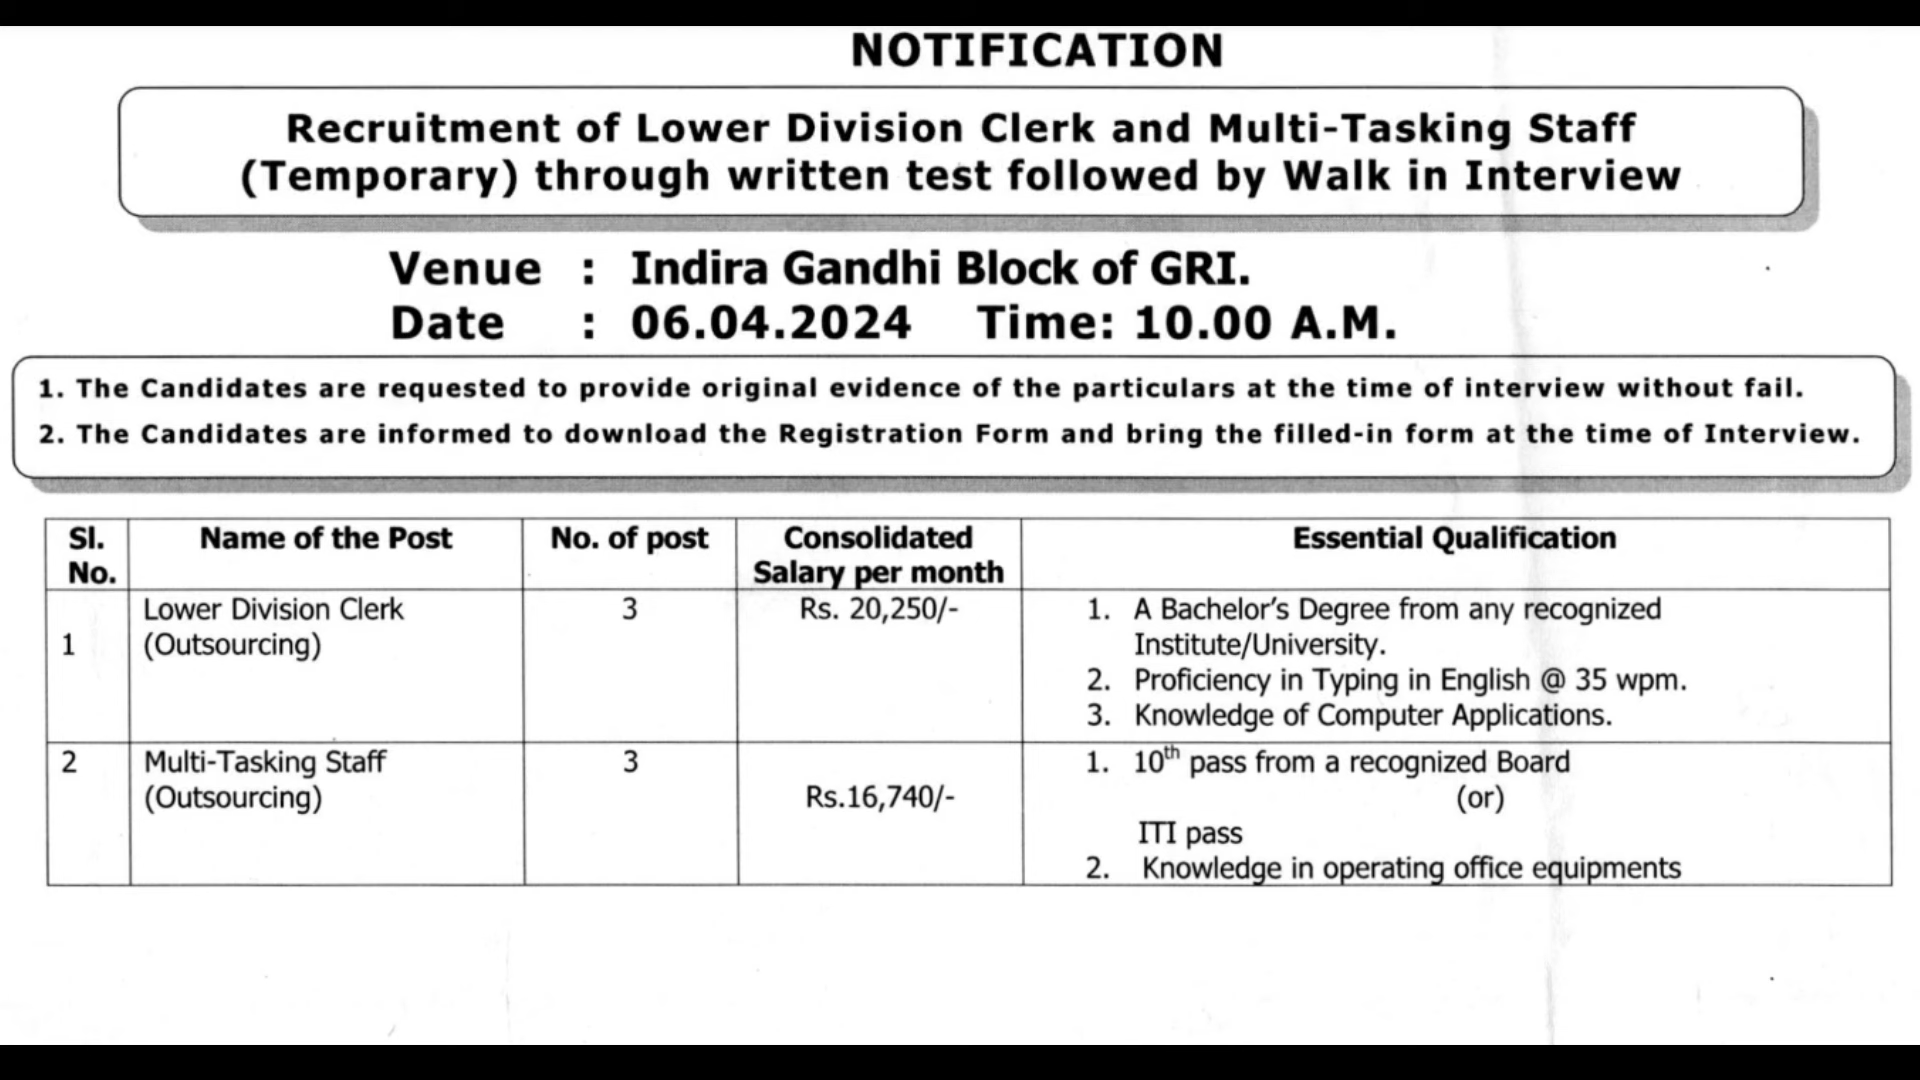 NOTIFICATION
Recruitment of Lower Division Clerk and Multi-Tasking Staff
(Temporary) through written test followed by Walk in Interview
Venue : Indira Gandhi Block of GRI.
Date : 06.04.2024 Time: 10.00 A.M.
1. The Candidates are requested to provide original evidence of the particulars at the time of interview without fail.
2. The Candidates are informed to download the Registration Form and bring the filled-in form at the time of Interview.
Sl. No. Name of the Post No. of post Consolidated Salary per month Essential Qualification
1 Lower Division Clerk (Outsourcing) 3 Rs. 20,250/-
1. A Bachelor's Degree from any recognized
Institute/University.
2. Proficiency in Typing in English @ 35 wpm.
3. Knowledge of Computer Applications.
2 Multi-Tasking Staff (Outsourcing) 3 Rs.16,740/-
1. 10th pass from a recognized Board
(or)
ITI pass
2. Knowledge in operating office equipments